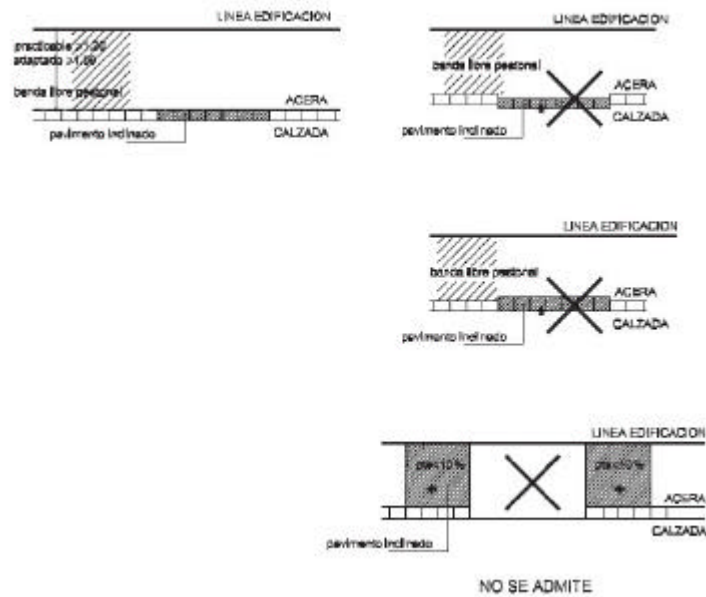 LINEA EDIFICACION
practicable >1.20
adaptado >1.50
banda libre peatonal
ACERA
CALZADA
pavimento inclinado
LINEA EDIFICACION
banda libre peatonal
ACERA
CALZADA
pavimento inclinado
LINEA EDIFICACION
banda libre peatonal
ACERA
CALZADA
pavimento inclinado
LINEA EDIFICACION
ACERA
CALZADA
pavimento inclinado
NO SE ADMITE